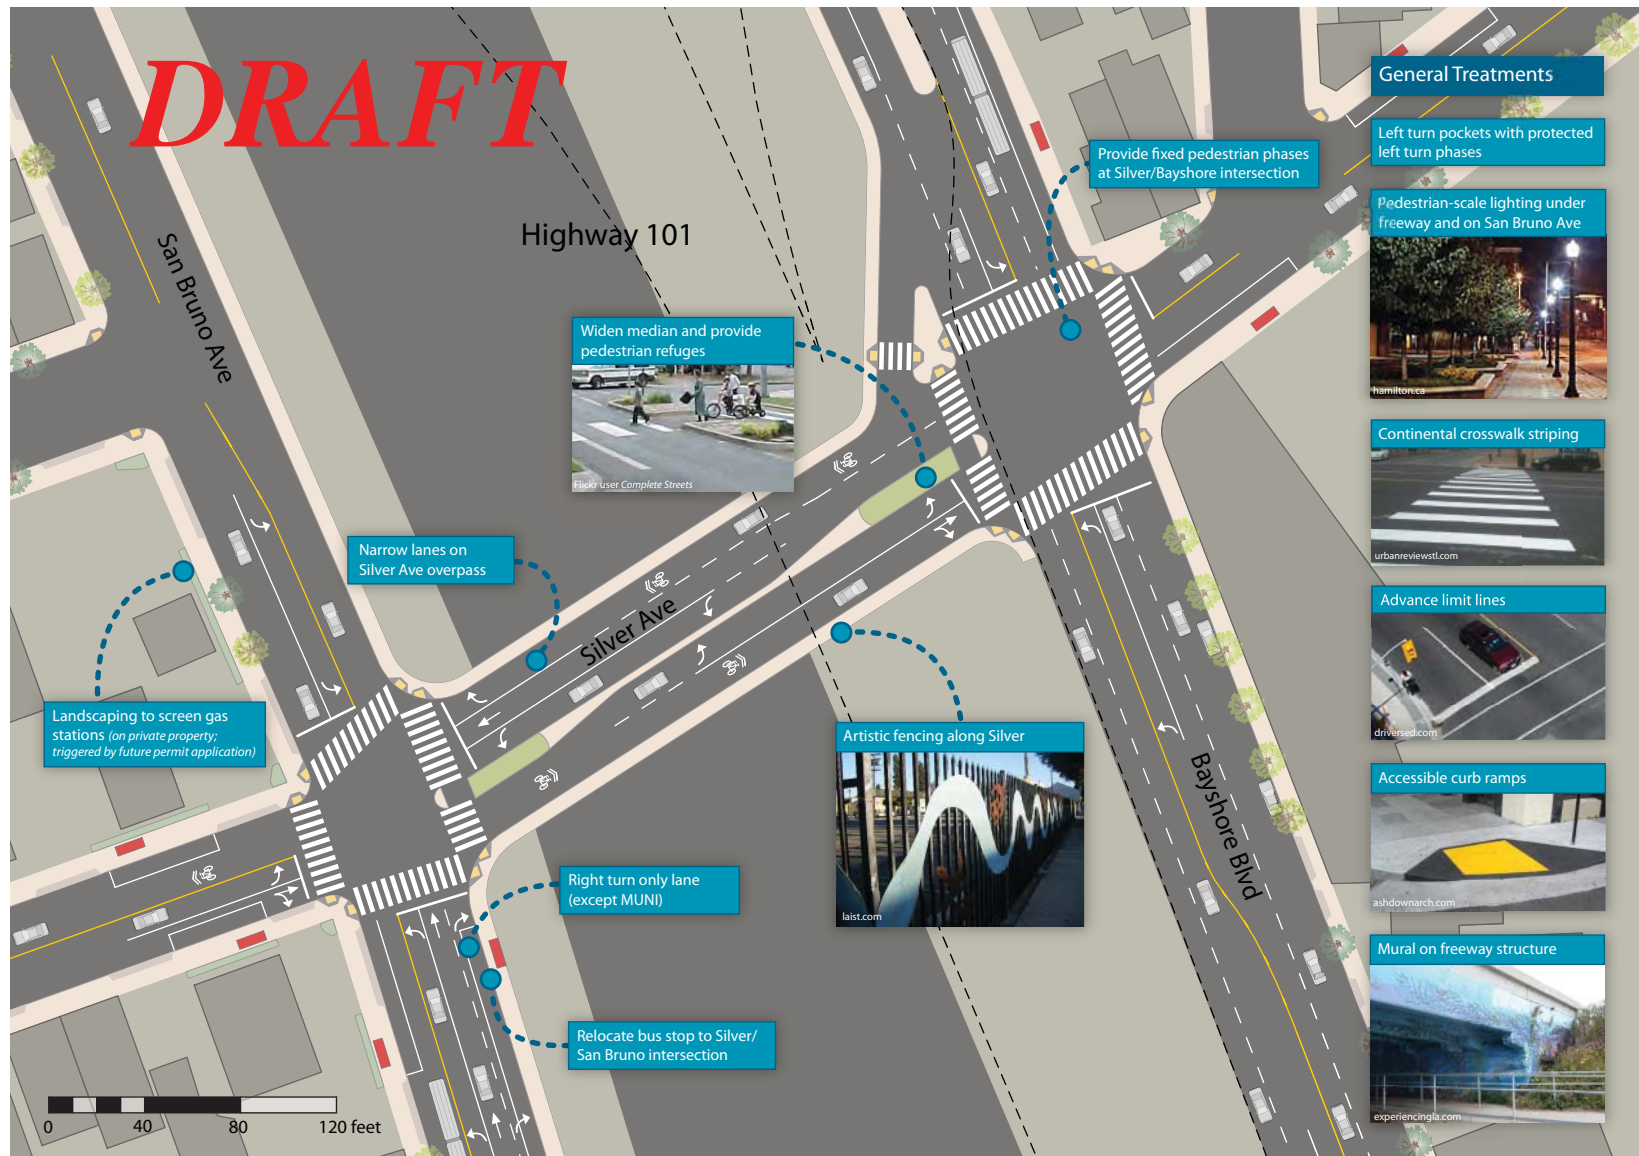 DRAFT
Highway 101
San Bruno Ave
Silver Ave
Bayshore Blvd
Provide fixed pedestrian phases
at Silver/Bayshore intersection
Widen median and provide
pedestrian refuges
Flickr user Complete Streets
Narrow lanes on
Silver Ave overpass
Landscaping to screen gas
stations (on private property;
triggered by future permit application)
Artistic fencing along Silver
laist.com
Right turn only lane
(except MUNI)
Relocate bus stop to Silver/
San Bruno intersection
0 40 80 120 feet
General Treatments
Left turn pockets with protected
left turn phases
Pedestrian-scale lighting under
freeway and on San Bruno Ave
hamilton.ca
Continental crosswalk striping
urbanreviewstl.com
Advance limit lines
driversed.com
Accessible curb ramps
ashdownarch.com
Mural on freeway structure
experiencingla.com